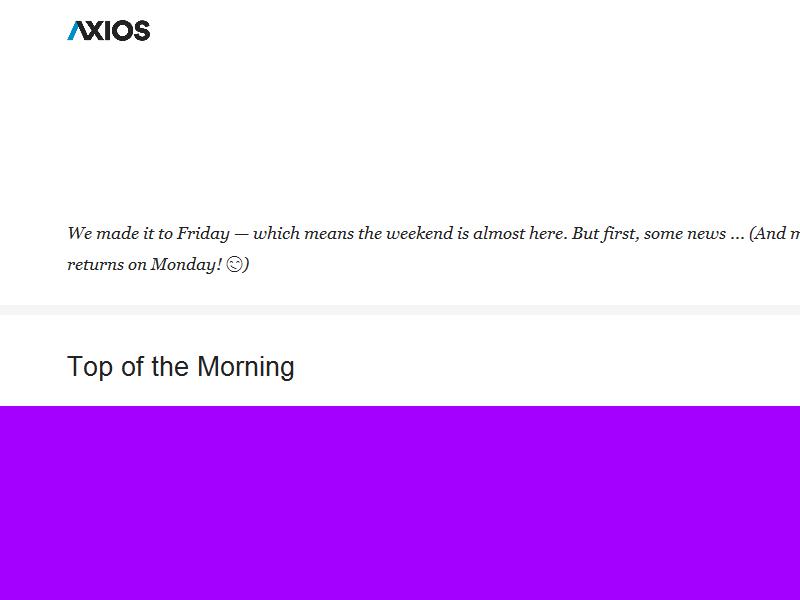 AXIOS
We made it to Friday — which means the weekend is almost here. But first, some news ... (And
returns on Monday! 😉)
Top of the Morning